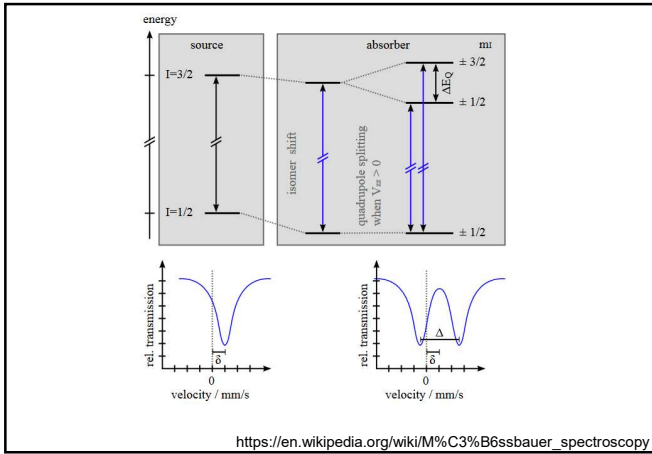 energy
source
absorber
mI
I=3/2
± 3/2
ΔEQ
± 1/2
isomer shift
quadrupole splitting
when Vzz > 0
I=1/2
± 1/2
rel. transmission
δ
0
velocity / mm/s
rel. transmission
Δ
δ
0
velocity / mm/s
https://en.wikipedia.org/wiki/M%C3%B6ssbauer_spectroscopy